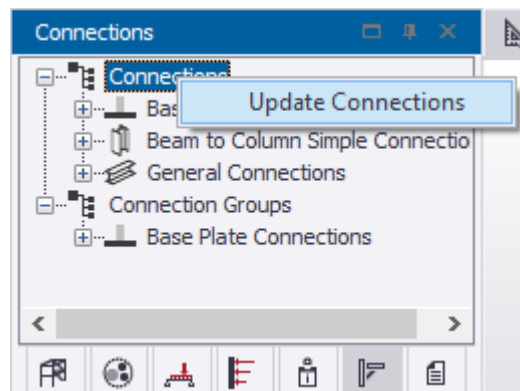 Connections
Connections
Update Connections
Bas
Beam to Column Simple Connectio
General Connections
Connection Groups
Base Plate Connections